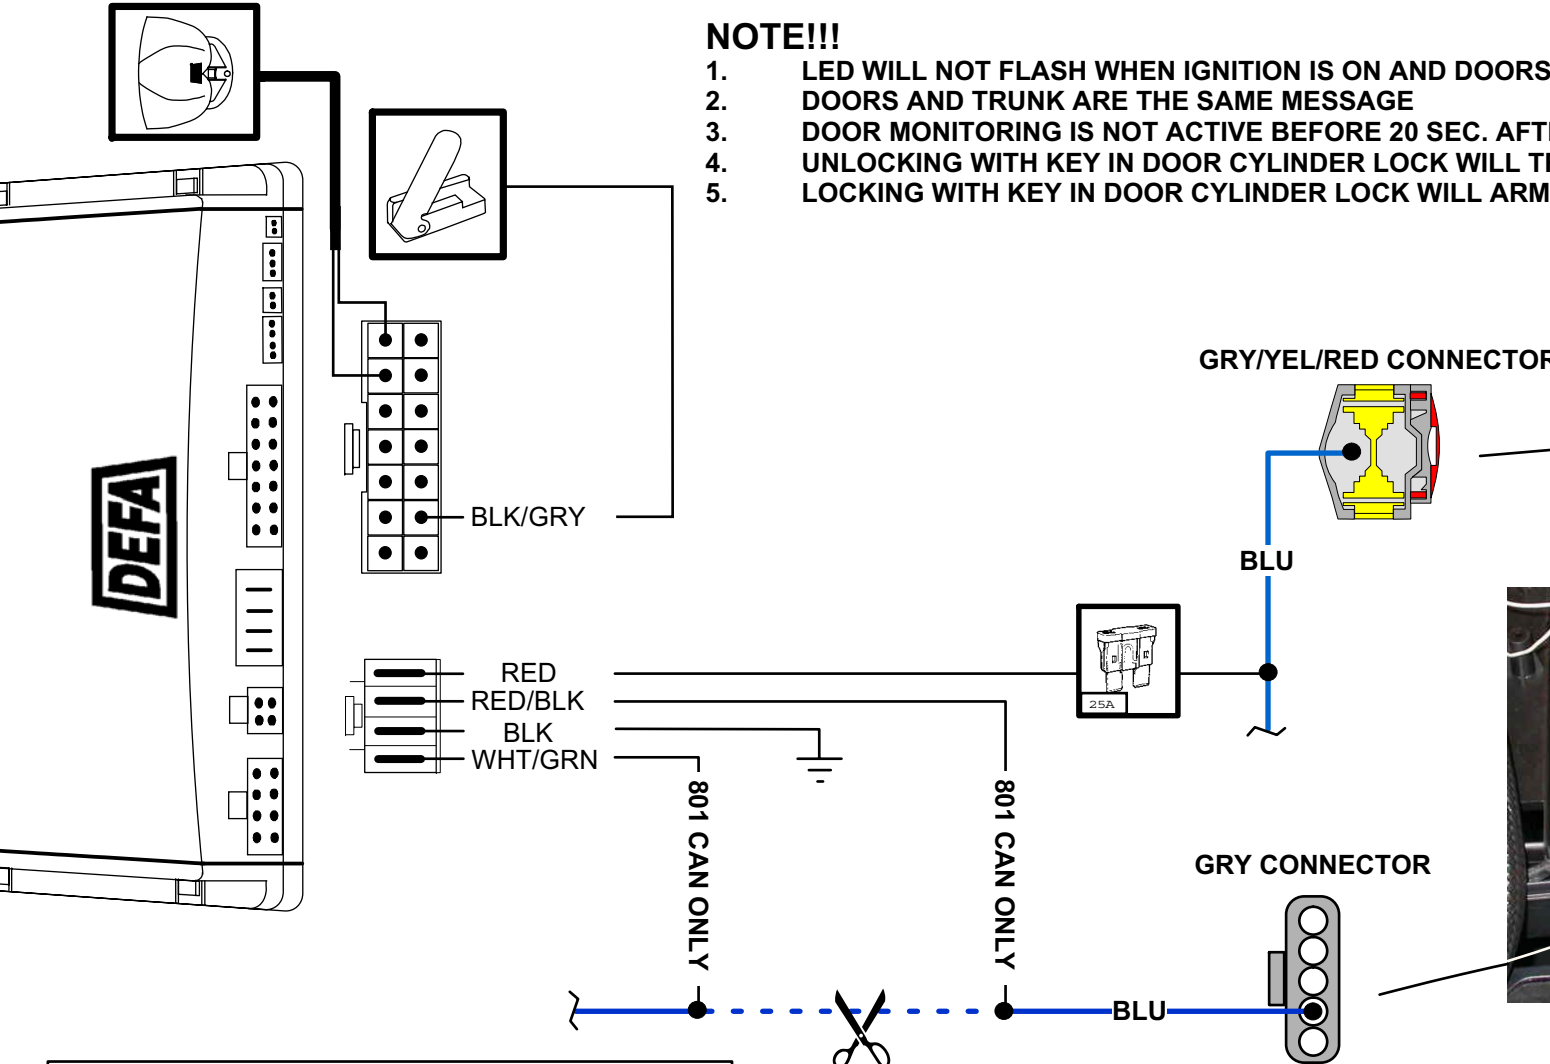 NOTE!!!
1. LED WILL NOT FLASH WHEN IGNITION IS ON AND DOORS
2. DOORS AND TRUNK ARE THE SAME MESSAGE
3. DOOR MONITORING IS NOT ACTIVE BEFORE 20 SEC.
4. UNLOCKING WITH KEY IN DOOR CYLINDER LOCK WILL
5. LOCKING WITH KEY IN DOOR CYLINDER LOCK WILL ARM
GRY/YEL/RED CONNECTOR
DEFA
BLK/GRY
BLU
RED
RED/BLK
BLK
WHT/GRN
25A
801 CAN ONLY
801 CAN ONLY
GRY CONNECTOR
BLU